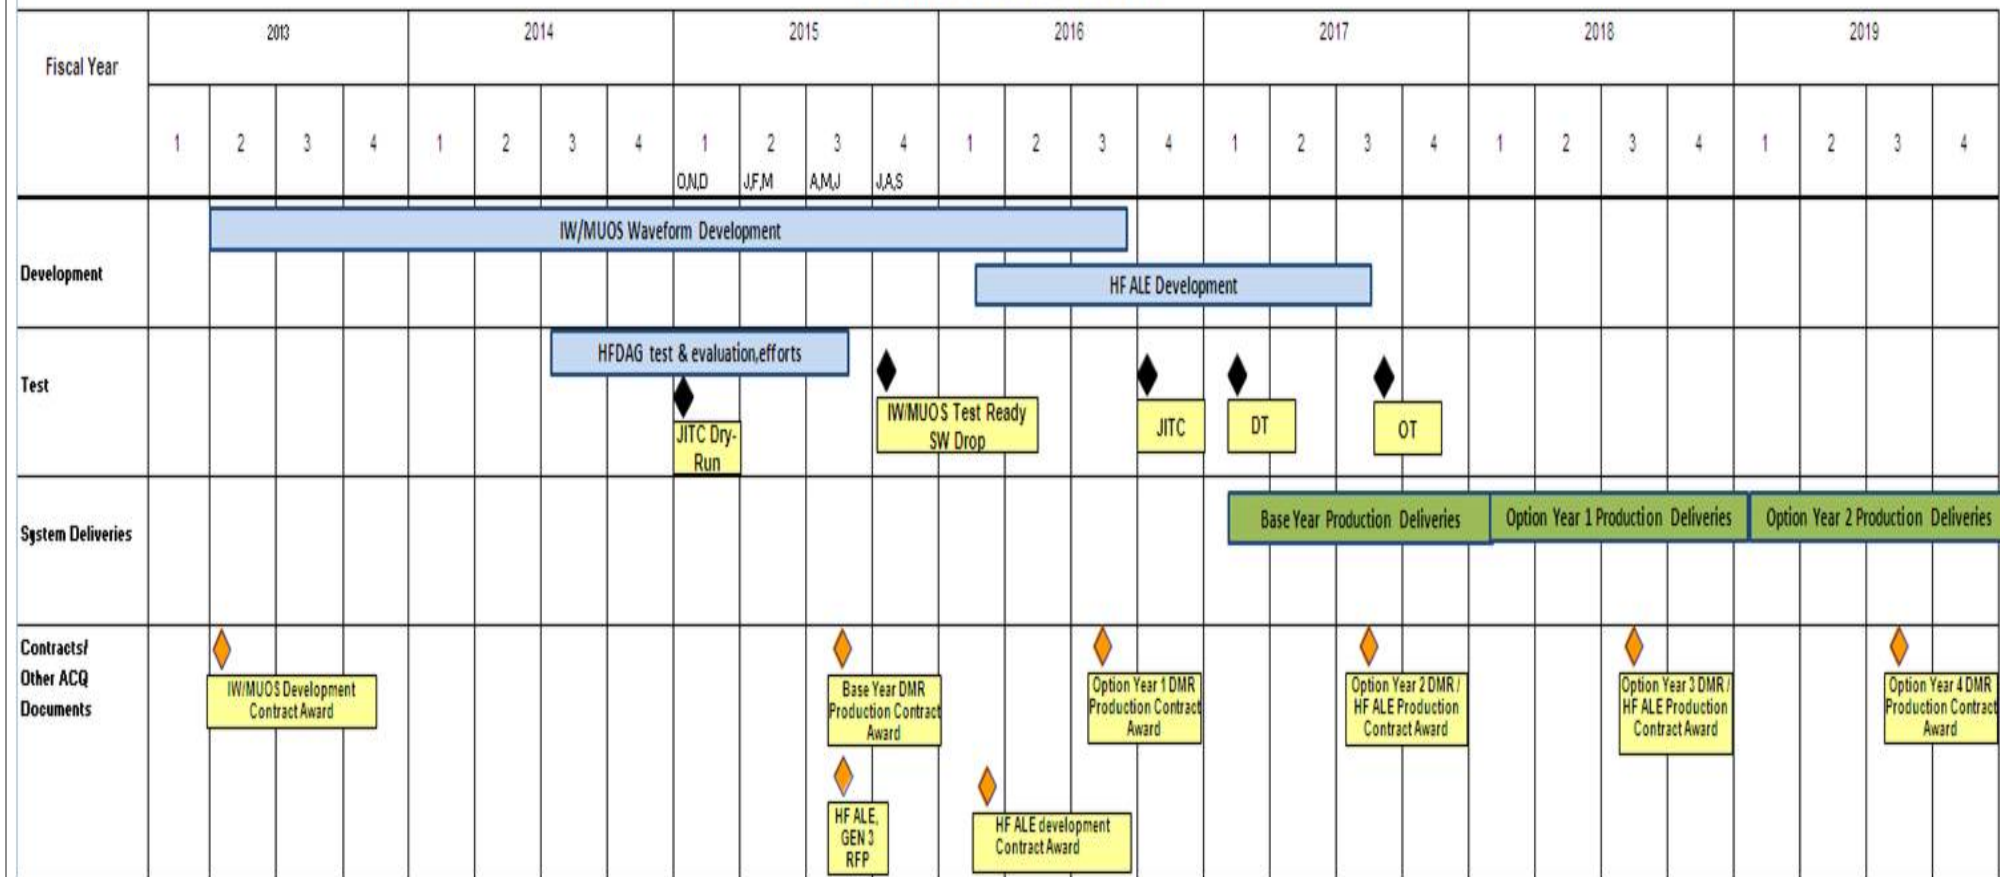 2013 2014 2015 2016 2017 2018 2019
Fiscal Year
1 2 3 4 1 2 3 4 1 2 3 4 1 2 3 4 1 2 3 4 1 2 3 4 1 2 3 4
O,N,D J,F,M A,M,J J,A,S
IW/MUOS Waveform Development
Development
HF ALE Development
HFDAG test & evaluation,efforts
Test
IW/MUOS Test Ready
SW Drop
JITC
DT
OT
JITC Dry-
Run
System Deliveries
Base Year Production Deliveries
Option Year 1 Production Deliveries
Option Year 2 Production Deliveries
Contracts/
Other ACQ
Documents
IW/MUOS Development
Contract Award
Base Year DMR
Production Contract
Award
Option Year 1 DMR
Production Contract
Award
Option Year 2 DMR /
HF ALE Production
Contract Award
Option Year 3 DMR /
HF ALE Production
Contract Award
Option Year 4 DMR
Production Contract
Award
HF ALE,
GEN 3
RFP
HF ALE development
Contract Award